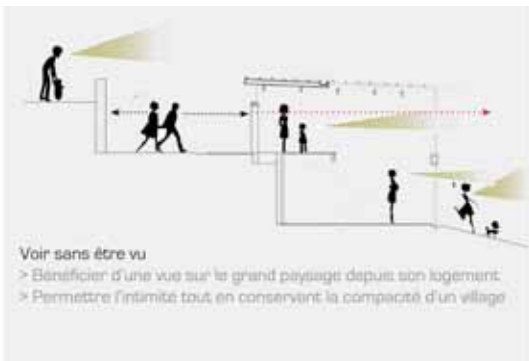 Voir sans être vu
> Bénéficier d'une vue sur le grand paysage depuis son logement
> Permettre l'intimité tout en conservant la compacité d'un village